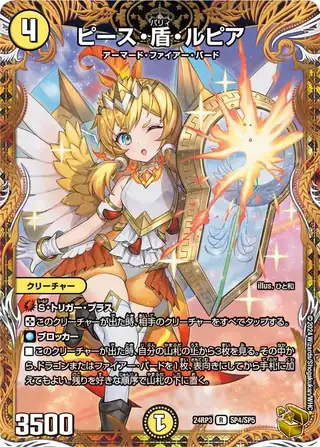 4
パリィ
ピース・盾・ルピア
アーマード・ファイアー・バード
illus. ひと和
クリーチャー
S・トリガー・プラス
このクリーチャーが出た時、相手のクリーチャーをすべてタップする。
ブロッカー
このクリーチャーが出た時、自分の山札の上から3枚を見る。その中か
ら、ドラゴンまたはファイアー・バードを1枚、表向きにしてから手札に加
えてもよい。残りを好きな順序で山札の下に置く。
3500
1
24RP3 R SP4/SP5